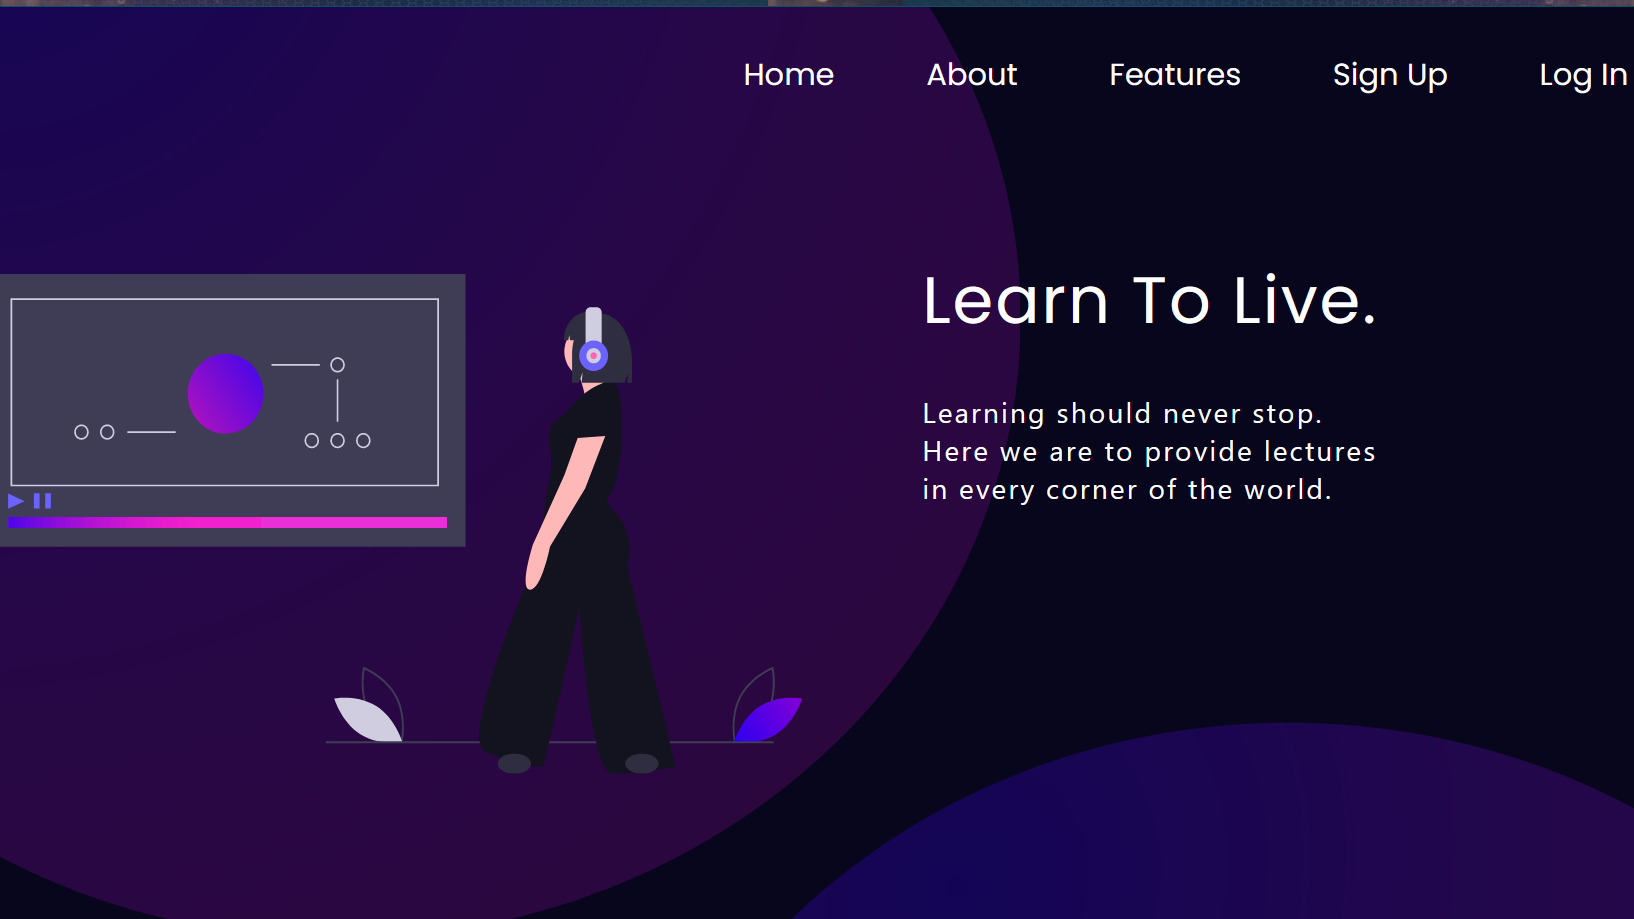 Home About Features Sign Up Log In
Learn To Live.
Learning should never stop.
Here we are to provide lectures
in every corner of the world.